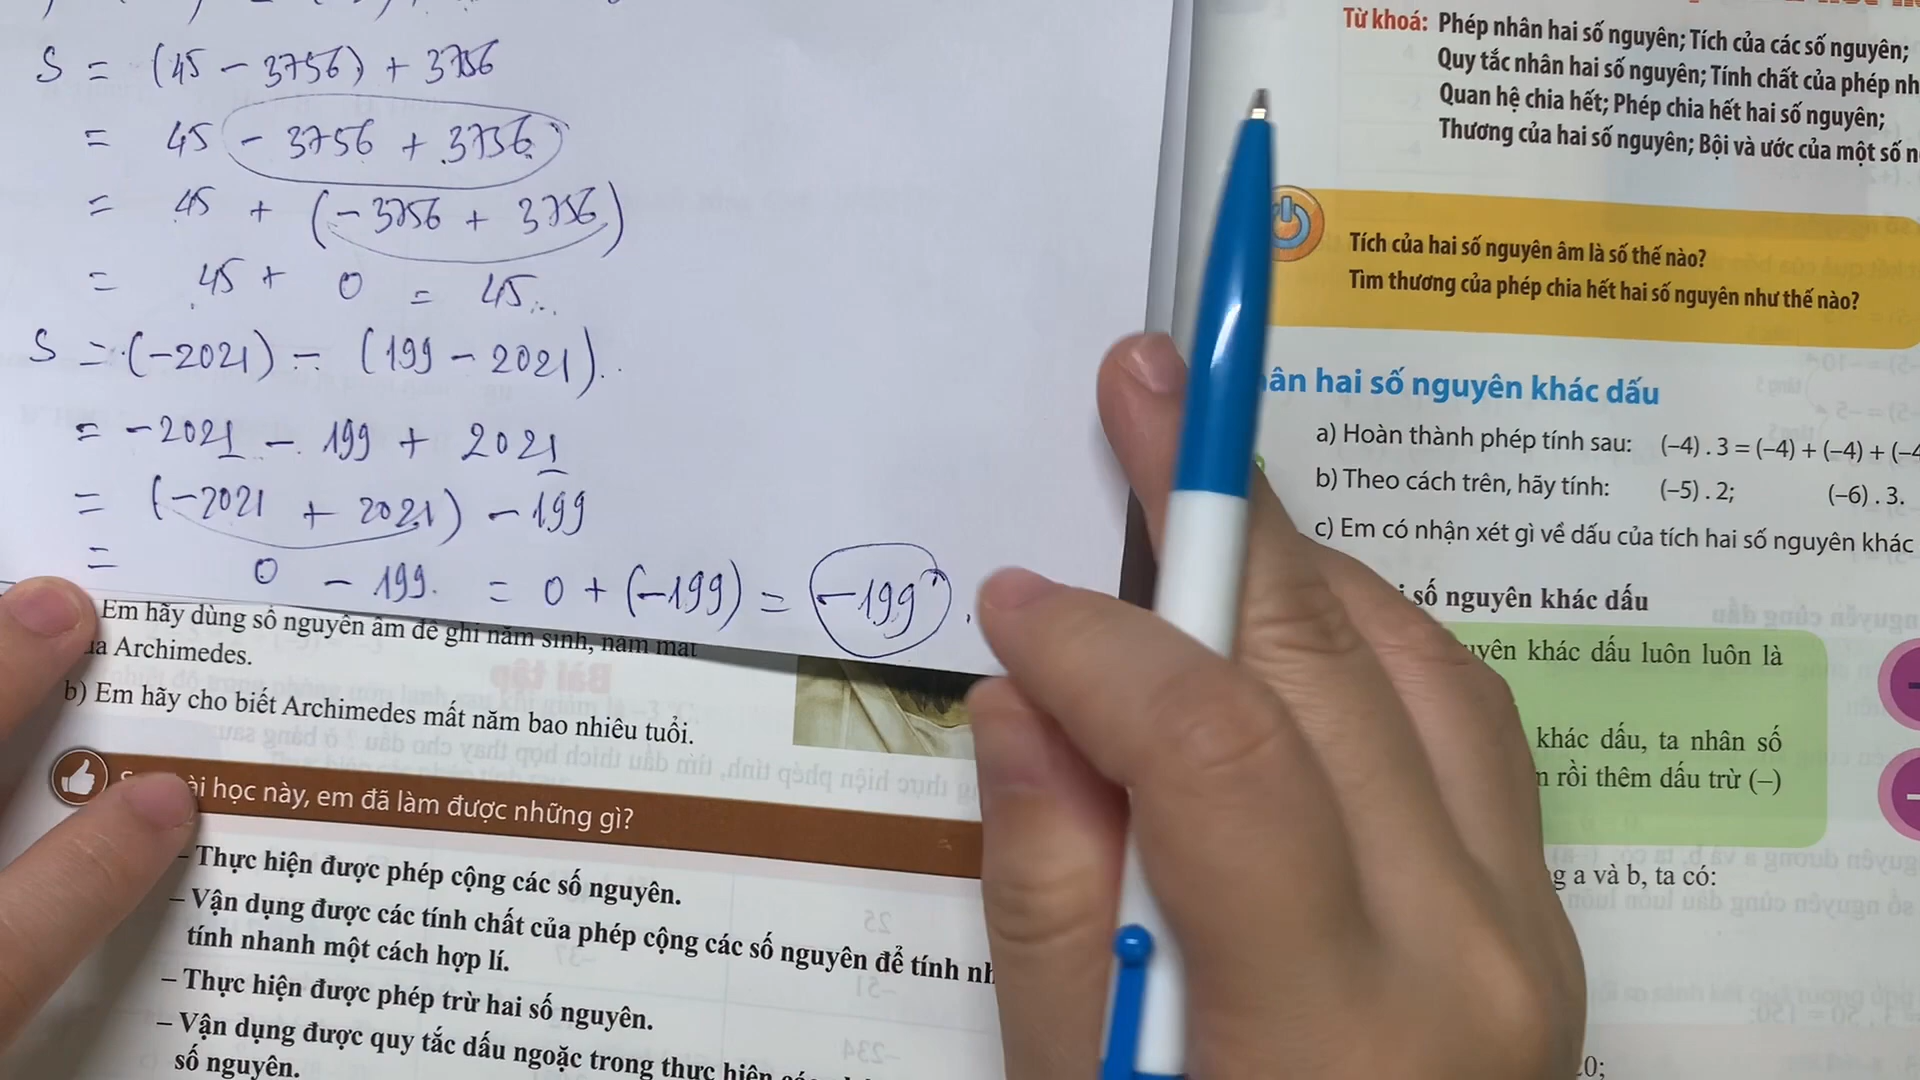 S = (45 - 3756) + 3756
= 45 - 3756 + 3756
= 45 + (-3756 + 3756)
= 45 + 0 = 45.
S = (-2021) - (199 - 2021).
= -2021 - 199 + 2021
= (-2021 + 2021) - 199
= 0 - 199. = 0 + (-199) = -199.
Em hãy dùng số nguyên âm để ghi năm sinh, năm mất
của Archimedes.
b) Em hãy cho biết Archimedes mất năm bao nhiêu tuổi.
học này, em đã làm được những gì?
– Thực hiện được phép cộng các số nguyên.
– Vận dụng được các tính chất của phép cộng các số nguyên để tính
tính nhanh một cách hợp lí.
– Thực hiện được phép trừ hai số nguyên.
– Vận dụng được quy tắc dấu ngoặc trong thực hiện
số nguyên.
Từ khoá: Phép nhân hai số nguyên; Tích của các số nguyên;
Quy tắc nhân hai số nguyên; Tính chất của phép
Quan hệ chia hết; Phép chia hết hai số nguyên;
Thương của hai số nguyên; Bội và ước của một số
Tích của hai số nguyên âm là số thế nào?
Tìm thương của phép chia hết hai số nguyên như thế nào?
hai số nguyên khác dấu
a) Hoàn thành phép tính sau: (–4) . 3 = (–4) + (–4) + (–4
b) Theo cách trên, hãy tính: (–5) . 2; (–6) . 3.
c) Em có nhận xét gì về dấu của tích hai số nguyên khác
số nguyên khác dấu
khác dấu luôn luôn là
khác dấu, ta nhân số
rồi thêm dấu trừ (–)
a và b, ta có: